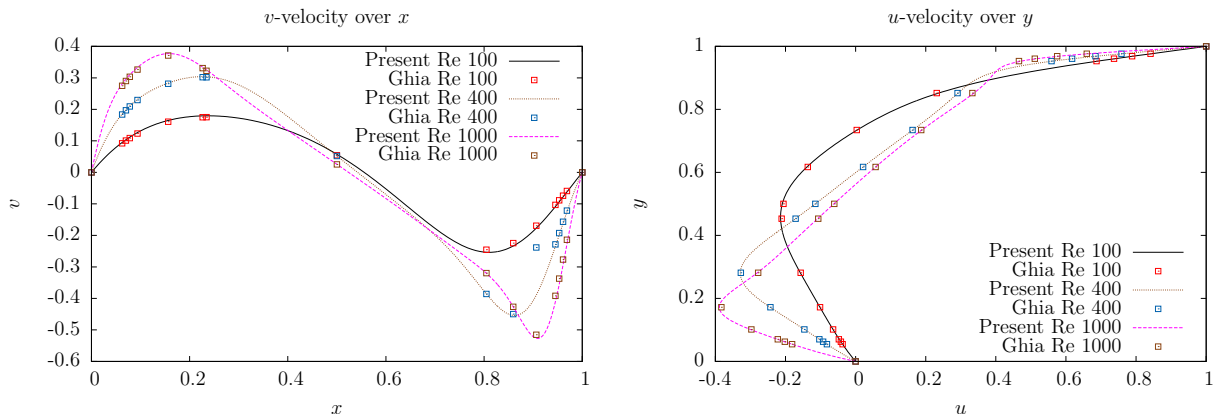 v-velocity over x
0.4
0.3
0.2
0.1
0
-0.1
-0.2
-0.3
-0.4
-0.5
-0.6
v
Present Re 100
Ghia Re 100
Present Re 400
Ghia Re 400
Present Re 1000
Ghia Re 1000
0 0.2 0.4 0.6 0.8 1
x
u-velocity over y
1
0.8
0.6
0.4
0.2
0
y
Present Re 100
Ghia Re 100
Present Re 400
Ghia Re 400
Present Re 1000
Ghia Re 1000
-0.4 -0.2 0 0.2 0.4 0.6 0.8 1
u